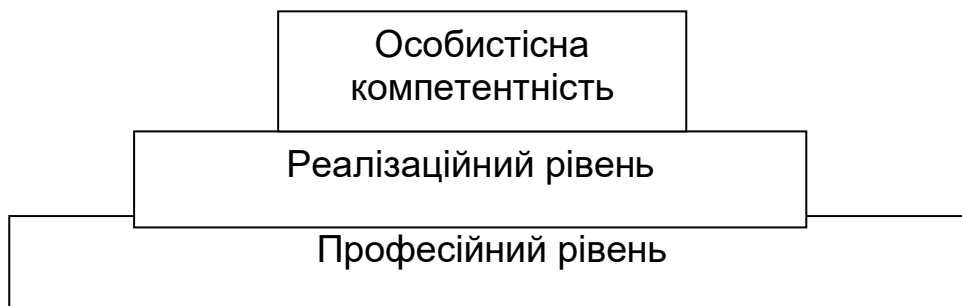 Особистісна
компетентність
Реалізаційний рівень
Професійний рівень